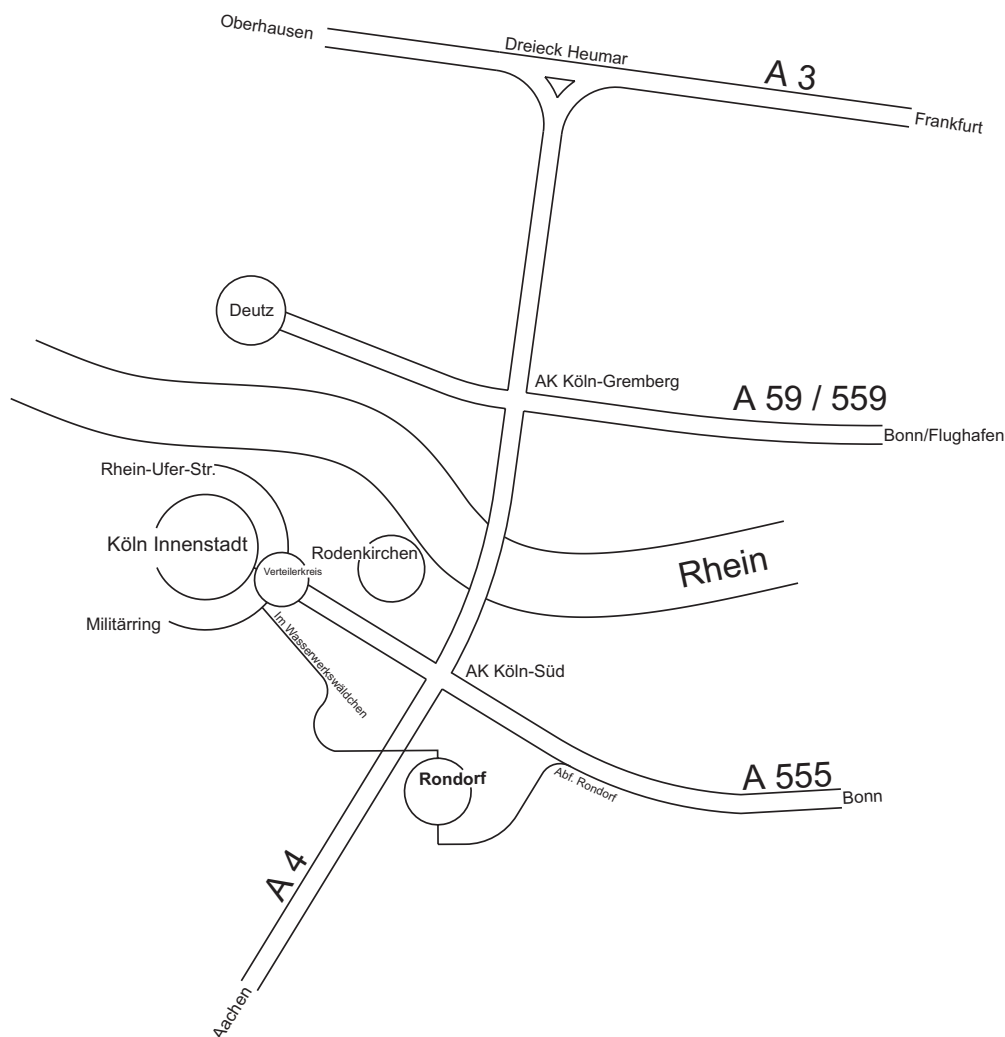 Oberhausen
Dreieck Heumar
A 3
Frankfurt
Deutz
AK Köln-Gremberg
A 59 / 559
Bonn/Flughafen
Rhein-Ufer-Str.
Köln Innenstadt
Verteilerkreis
Rodenkirchen
Rhein
Militärring
Im Wasserwerkswäldchen
AK Köln-Süd
Rondorf
Abf. Rondorf
A 555
Bonn
A 4
Aachen